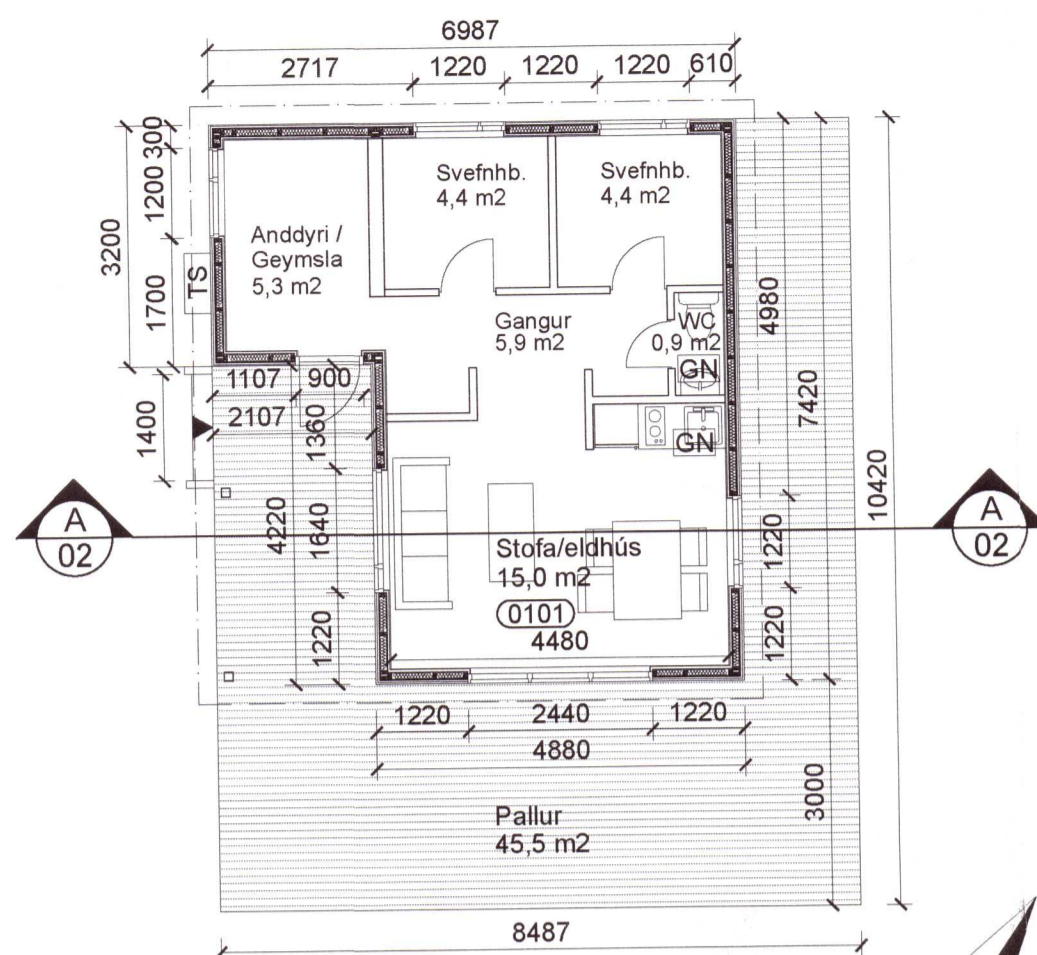 6987
2717 1220 1220 1220 610
300
1200
3200
1700
TS
Svefnhb.
4,4 m2
Svefnhb.
4,4 m2
Anddyri /
Geymsla
5,3 m2
Gangur
5,9 m2
WC
0,9 m2
GN
GN
4980
7420
10420
1107 900
2107
1400
1360
4220
1640
1220
A
02
A
02
Stofa/eldhús
15,0 m2
0101
4480
1220
1220
1220 2440 1220
4880
3000
Pallur
45,5 m2
8487